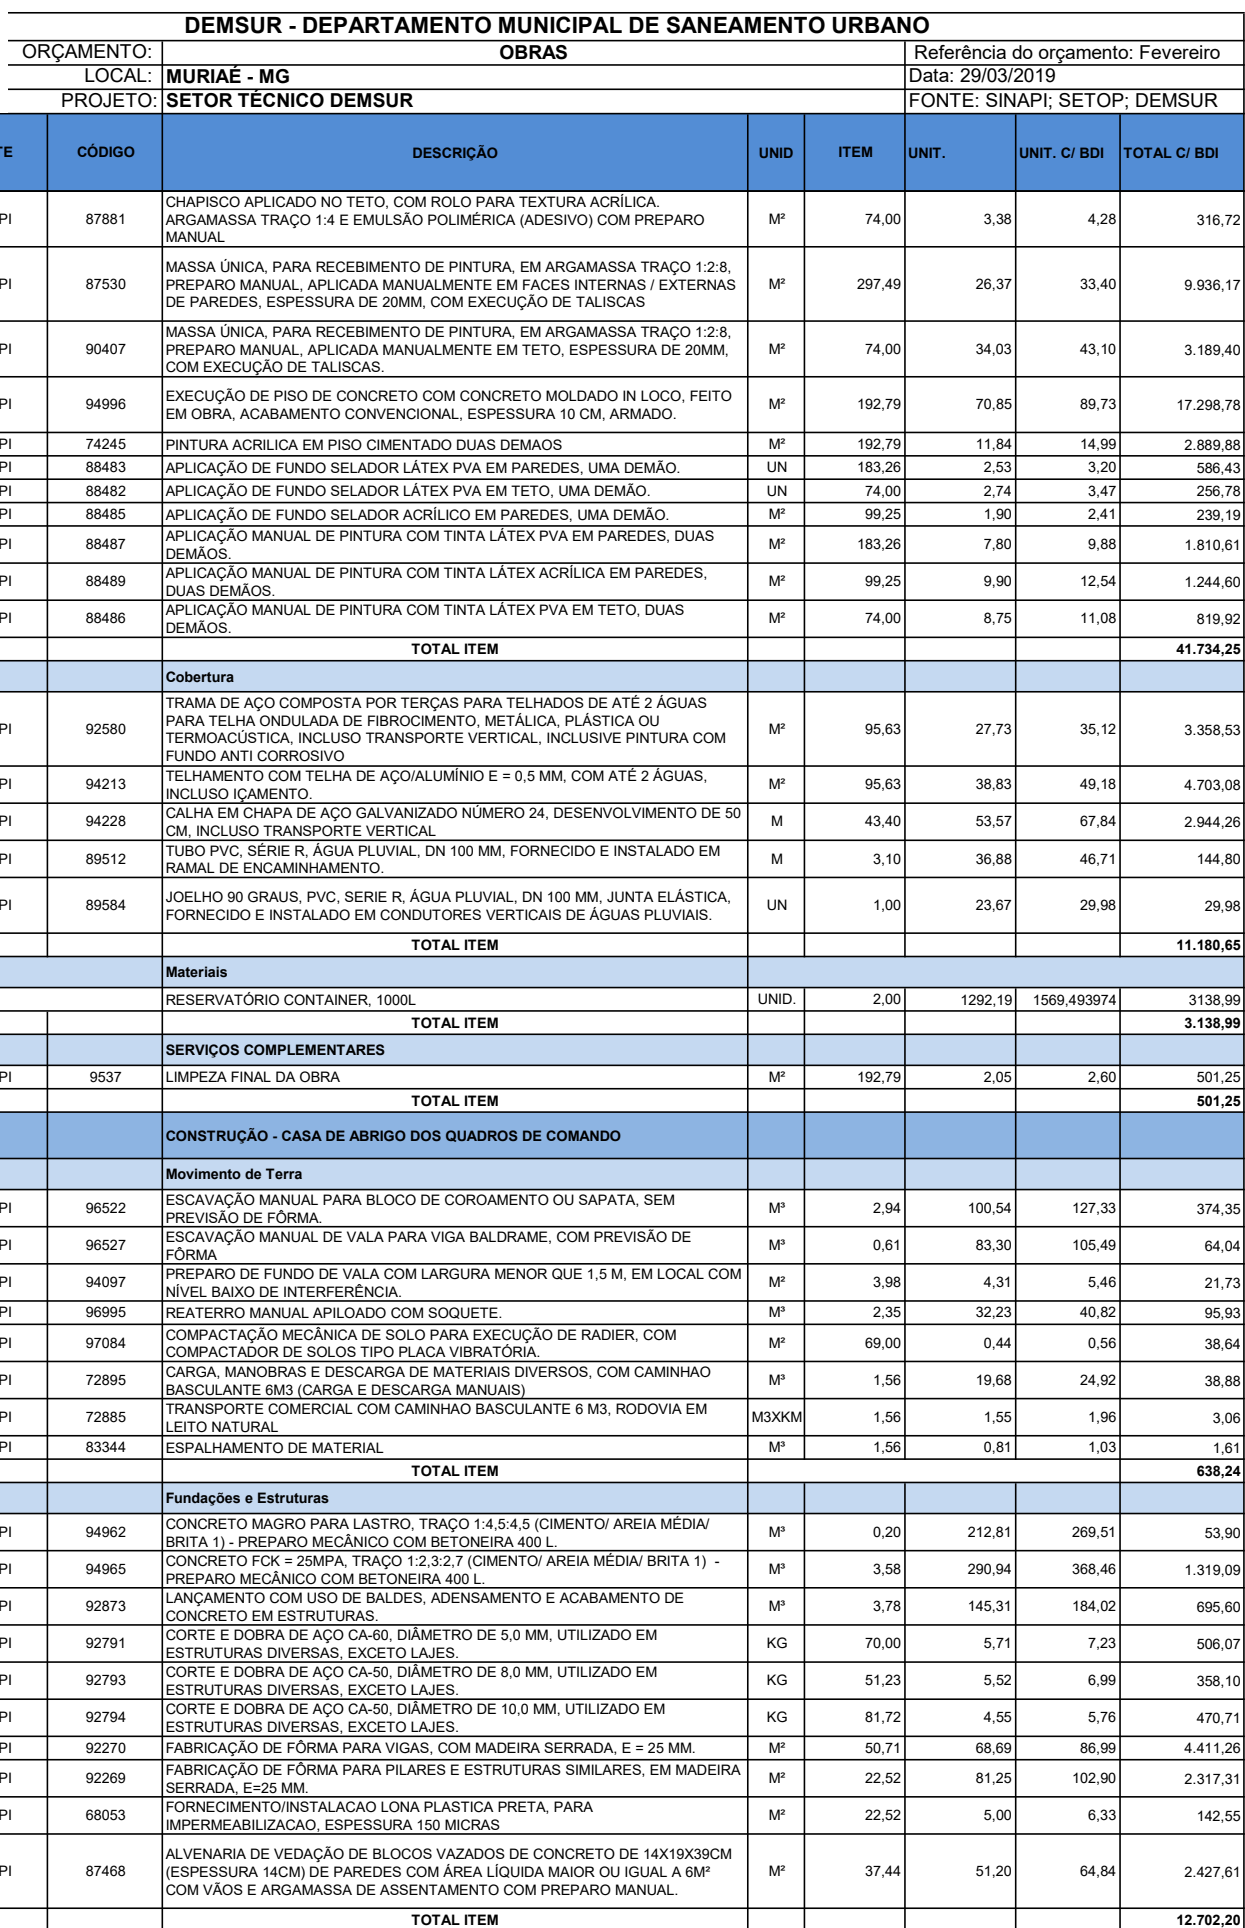 DEMSUR - DEPARTAMENTO MUNICIPAL DE SANEAMENTO URBANO
ORÇAMENTO: OBRAS Referência do orçamento: Fevereiro
LOCAL: MURIAÉ - MG Data: 29/03/2019
PROJETO: SETOR TÉCNICO DEMSUR FONTE: SINAPI; SETOP; DEMSUR
TE CÓDIGO DESCRIÇÃO UNID ITEM UNIT. UNIT. C/ BDI TOTAL C/ BDI
CHAPISCO APLICADO NO TETO, COM ROLO PARA TEXTURA ACRÍLICA.
PI 87881 ARGAMASSA TRAÇO 1:4 E EMULSÃO POLIMÉRICA (ADESIVO) COM PREPARO M² 74,00 3,38 4,28 316,72
MANUAL
MASSA ÚNICA, PARA RECEBIMENTO DE PINTURA, EM ARGAMASSA TRAÇO 1:2:8,
PI 87530 PREPARO MANUAL, APLICADA MANUALMENTE EM FACES INTERNAS / EXTERNAS M² 297,49 26,37 33,40 9.936,17
DE PAREDES, ESPESSURA DE 20MM, COM EXECUÇÃO DE TALISCAS
MASSA ÚNICA, PARA RECEBIMENTO DE PINTURA, EM ARGAMASSA TRAÇO 1:2:8,
PI 90407 PREPARO MANUAL, APLICADA MANUALMENTE EM TETO, ESPESSURA DE 20MM, M² 74,00 34,03 43,10 3.189,40
COM EXECUÇÃO DE TALISCAS.
EXECUÇÃO DE PISO DE CONCRETO COM CONCRETO MOLDADO IN LOCO, FEITO
PI 94996 EM OBRA, ACABAMENTO CONVENCIONAL, ESPESSURA 10 CM, ARMADO. M² 192,79 70,85 89,73 17.298,78
PI 74245 PINTURA ACRILICA EM PISO CIMENTADO DUAS DEMAOS M² 192,79 11,84 14,99 2.889,88
PI 88483 APLICAÇÃO DE FUNDO SELADOR LÁTEX PVA EM PAREDES, UMA DEMÃO. UN 183,26 2,53 3,20 586,43
PI 88482 APLICAÇÃO DE FUNDO SELADOR LÁTEX PVA EM TETO, UMA DEMÃO. UN 74,00 2,74 3,47 256,78
PI 88485 APLICAÇÃO DE FUNDO SELADOR ACRÍLICO EM PAREDES, UMA DEMÃO. M² 99,25 1,90 2,41 239,19
PI 88487 APLICAÇÃO MANUAL DE PINTURA COM TINTA LÁTEX PVA EM PAREDES, DUAS M² 183,26 7,80 9,88 1.810,61
DEMÃOS.
PI 88489 APLICAÇÃO MANUAL DE PINTURA COM TINTA LÁTEX ACRÍLICA EM PAREDES, M² 99,25 9,90 12,54 1.244,60
DUAS DEMÃOS.
PI 88486 APLICAÇÃO MANUAL DE PINTURA COM TINTA LÁTEX PVA EM TETO, DUAS M² 74,00 8,75 11,08 819,92
DEMÃOS.
TOTAL ITEM 41.734,25
Cobertura
TRAMA DE AÇO COMPOSTA POR TERÇAS PARA TELHADOS DE ATÉ 2 ÁGUAS
PI 92580 PARA TELHA ONDULADA DE FIBROCIMENTO, METÁLICA, PLÁSTICA OU M² 95,63 27,73 35,12 3.358,53
TERMOACÚSTICA, INCLUSO TRANSPORTE VERTICAL, INCLUSIVE PINTURA COM
FUNDO ANTI CORROSIVO
PI 94213 TELHAMENTO COM TELHA DE AÇO/ALUMÍNIO E = 0,5 MM, COM ATÉ 2 ÁGUAS, M² 95,63 38,83 49,18 4.703,08
INCLUSO IÇAMENTO.
PI 94228 CALHA EM CHAPA DE AÇO GALVANIZADO NÚMERO 24, DESENVOLVIMENTO DE 50 M 43,40 53,57 67,84 2.944,26
CM, INCLUSO TRANSPORTE VERTICAL
PI 89512 TUBO PVC, SÉRIE R, ÁGUA PLUVIAL, DN 100 MM, FORNECIDO E INSTALADO EM M 3,10 36,88 46,71 144,80
RAMAL DE ENCAMINHAMENTO.
PI 89584 JOELHO 90 GRAUS, PVC, SERIE R, ÁGUA PLUVIAL, DN 100 MM, JUNTA ELÁSTICA, UN 1,00 23,67 29,98 29,98
FORNECIDO E INSTALADO EM CONDUTORES VERTICAIS DE ÁGUAS PLUVIAIS.
TOTAL ITEM 11.180,65
Materiais
RESERVATÓRIO CONTAINER, 1000L UNID. 2,00 1292,19 1569,493974 3138,99
TOTAL ITEM 3.138,99
SERVIÇOS COMPLEMENTARES
PI 9537 LIMPEZA FINAL DA OBRA M² 192,79 2,05 2,60 501,25
TOTAL ITEM 501,25
CONSTRUÇÃO - CASA DE ABRIGO DOS QUADROS DE COMANDO
Movimento de Terra
PI 96522 ESCAVAÇÃO MANUAL PARA BLOCO DE COROAMENTO OU SAPATA, SEM M³ 2,94 100,54 127,33 374,35
PREVISÃO DE FÔRMA.
PI 96527 ESCAVAÇÃO MANUAL DE VALA PARA VIGA BALDRAME, COM PREVISÃO DE M³ 0,61 83,30 105,49 64,04
FÔRMA
PI 94097 PREPARO DE FUNDO DE VALA COM LARGURA MENOR QUE 1,5 M, EM LOCAL COM M² 3,98 4,31 5,46 21,73
NÍVEL BAIXO DE INTERFERÊNCIA.
PI 96995 REATERRO MANUAL APILOADO COM SOQUETE. M³ 2,35 32,23 40,82 95,93
PI 97084 COMPACTAÇÃO MECÂNICA DE SOLO PARA EXECUÇÃO DE RADIER, COM M² 69,00 0,44 0,56 38,64
COMPACTADOR DE SOLOS TIPO PLACA VIBRATÓRIA.
PI 72895 CARGA, MANOBRAS E DESCARGA DE MATERIAIS DIVERSOS, COM CAMINHAO M³ 1,56 19,68 24,92 38,88
BASCULANTE 6M3 (CARGA E DESCARGA MANUAIS)
PI 72885 TRANSPORTE COMERCIAL COM CAMINHAO BASCULANTE 6 M3, RODOVIA EM M3XKM 1,56 1,55 1,96 3,06
LEITO NATURAL
PI 83344 ESPALHAMENTO DE MATERIAL M³ 1,56 0,81 1,03 1,61
TOTAL ITEM 638,24
Fundações e Estruturas
PI 94962 CONCRETO MAGRO PARA LASTRO, TRAÇO 1:4,5:4,5 (CIMENTO/ AREIA MÉDIA/ M³ 0,20 212,81 269,51 53,90
BRITA 1) - PREPARO MECÂNICO COM BETONEIRA 400 L.
PI 94965 CONCRETO FCK = 25MPA, TRAÇO 1:2,3:2,7 (CIMENTO/ AREIA MÉDIA/ BRITA 1) - M³ 3,58 290,94 368,46 1.319,09
PREPARO MECÂNICO COM BETONEIRA 400 L.
PI 92873 LANÇAMENTO COM USO DE BALDES, ADENSAMENTO E ACABAMENTO DE M³ 3,78 145,31 184,02 695,60
CONCRETO EM ESTRUTURAS.
PI 92791 CORTE E DOBRA DE AÇO CA-60, DIÂMETRO DE 5,0 MM, UTILIZADO EM KG 70,00 5,71 7,23 506,07
ESTRUTURAS DIVERSAS, EXCETO LAJES.
PI 92793 CORTE E DOBRA DE AÇO CA-50, DIÂMETRO DE 8,0 MM, UTILIZADO EM KG 51,23 5,52 6,99 358,10
ESTRUTURAS DIVERSAS, EXCETO LAJES.
PI 92794 CORTE E DOBRA DE AÇO CA-50, DIÂMETRO DE 10,0 MM, UTILIZADO EM KG 81,72 4,55 5,76 470,71
ESTRUTURAS DIVERSAS, EXCETO LAJES.
PI 92270 FABRICAÇÃO DE FÔRMA PARA VIGAS, COM MADEIRA SERRADA, E = 25 MM. M² 50,71 68,69 86,99 4.411,26
PI 92269 FABRICAÇÃO DE FÔRMA PARA PILARES E ESTRUTURAS SIMILARES, EM MADEIRA M² 22,52 81,25 102,90 2.317,31
SERRADA, E=25 MM.
PI 68053 FORNECIMENTO/INSTALACAO LONA PLASTICA PRETA, PARA M² 22,52 5,00 6,33 142,55
IMPERMEABILIZACAO, ESPESSURA 150 MICRAS
ALVENARIA DE VEDAÇÃO DE BLOCOS VAZADOS DE CONCRETO DE 14X19X39CM
PI 87468 (ESPESSURA 14CM) DE PAREDES COM ÁREA LÍQUIDA MAIOR OU IGUAL A 6M² M² 37,44 51,20 64,84 2.427,61
COM VÃOS E ARGAMASSA DE ASSENTAMENTO COM PREPARO MANUAL.
TOTAL ITEM 12.702,20